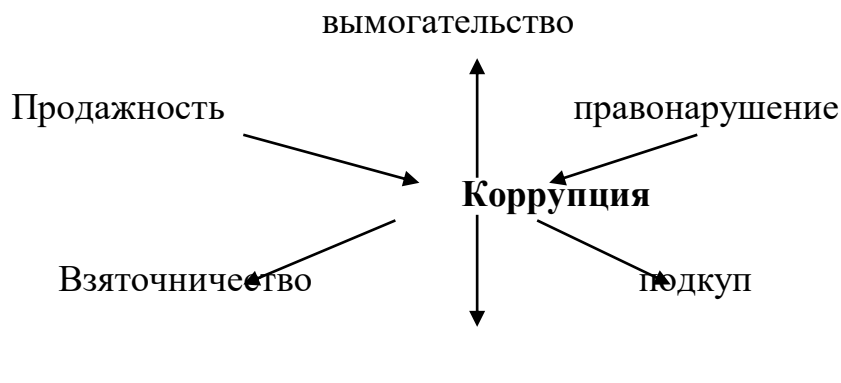 вымогательство
Продажность правонарушение
Коррупция
Взяточничество подкуп